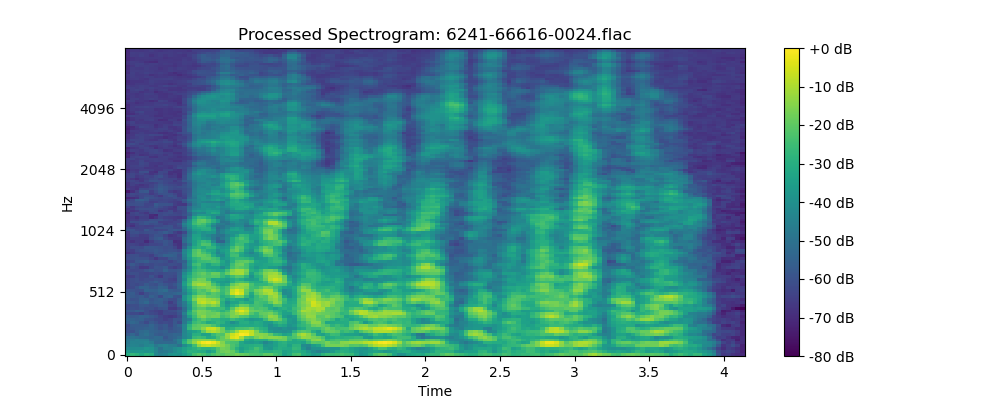 Processed Spectrogram: 6241-66616-0024.flac
Hz
4096
2048
1024
512
0
0 0.5 1 1.5 2 2.5 3 3.5 4
Time
+0 dB
-10 dB
-20 dB
-30 dB
-40 dB
-50 dB
-60 dB
-70 dB
-80 dB